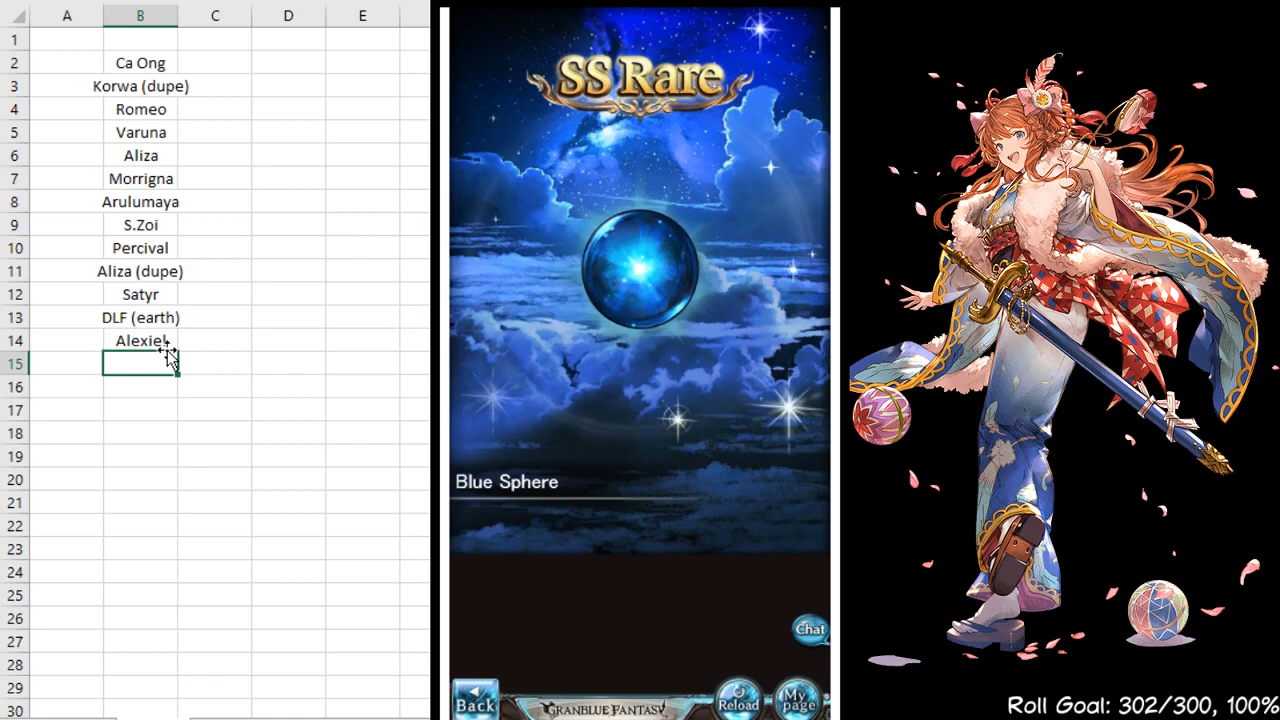 A B C D E
1
2 Ca Ong
3 Korwa (dupe)
4 Romeo
5 Varuna
6 Aliza
7 Morrigna
8 Arulumaya
9 S.Zoi
10 Percival
11 Aliza (dupe)
12 Satyr
13 DLF (earth)
14 Alexiel
15
16
17
18
19
20
21
22
23
24
25
26
27
28
29
30
SS Rare
Blue Sphere
Chat
Back
GRANBLUE FANTASY
Reload
My page
Roll Goal: 302/300, 100%